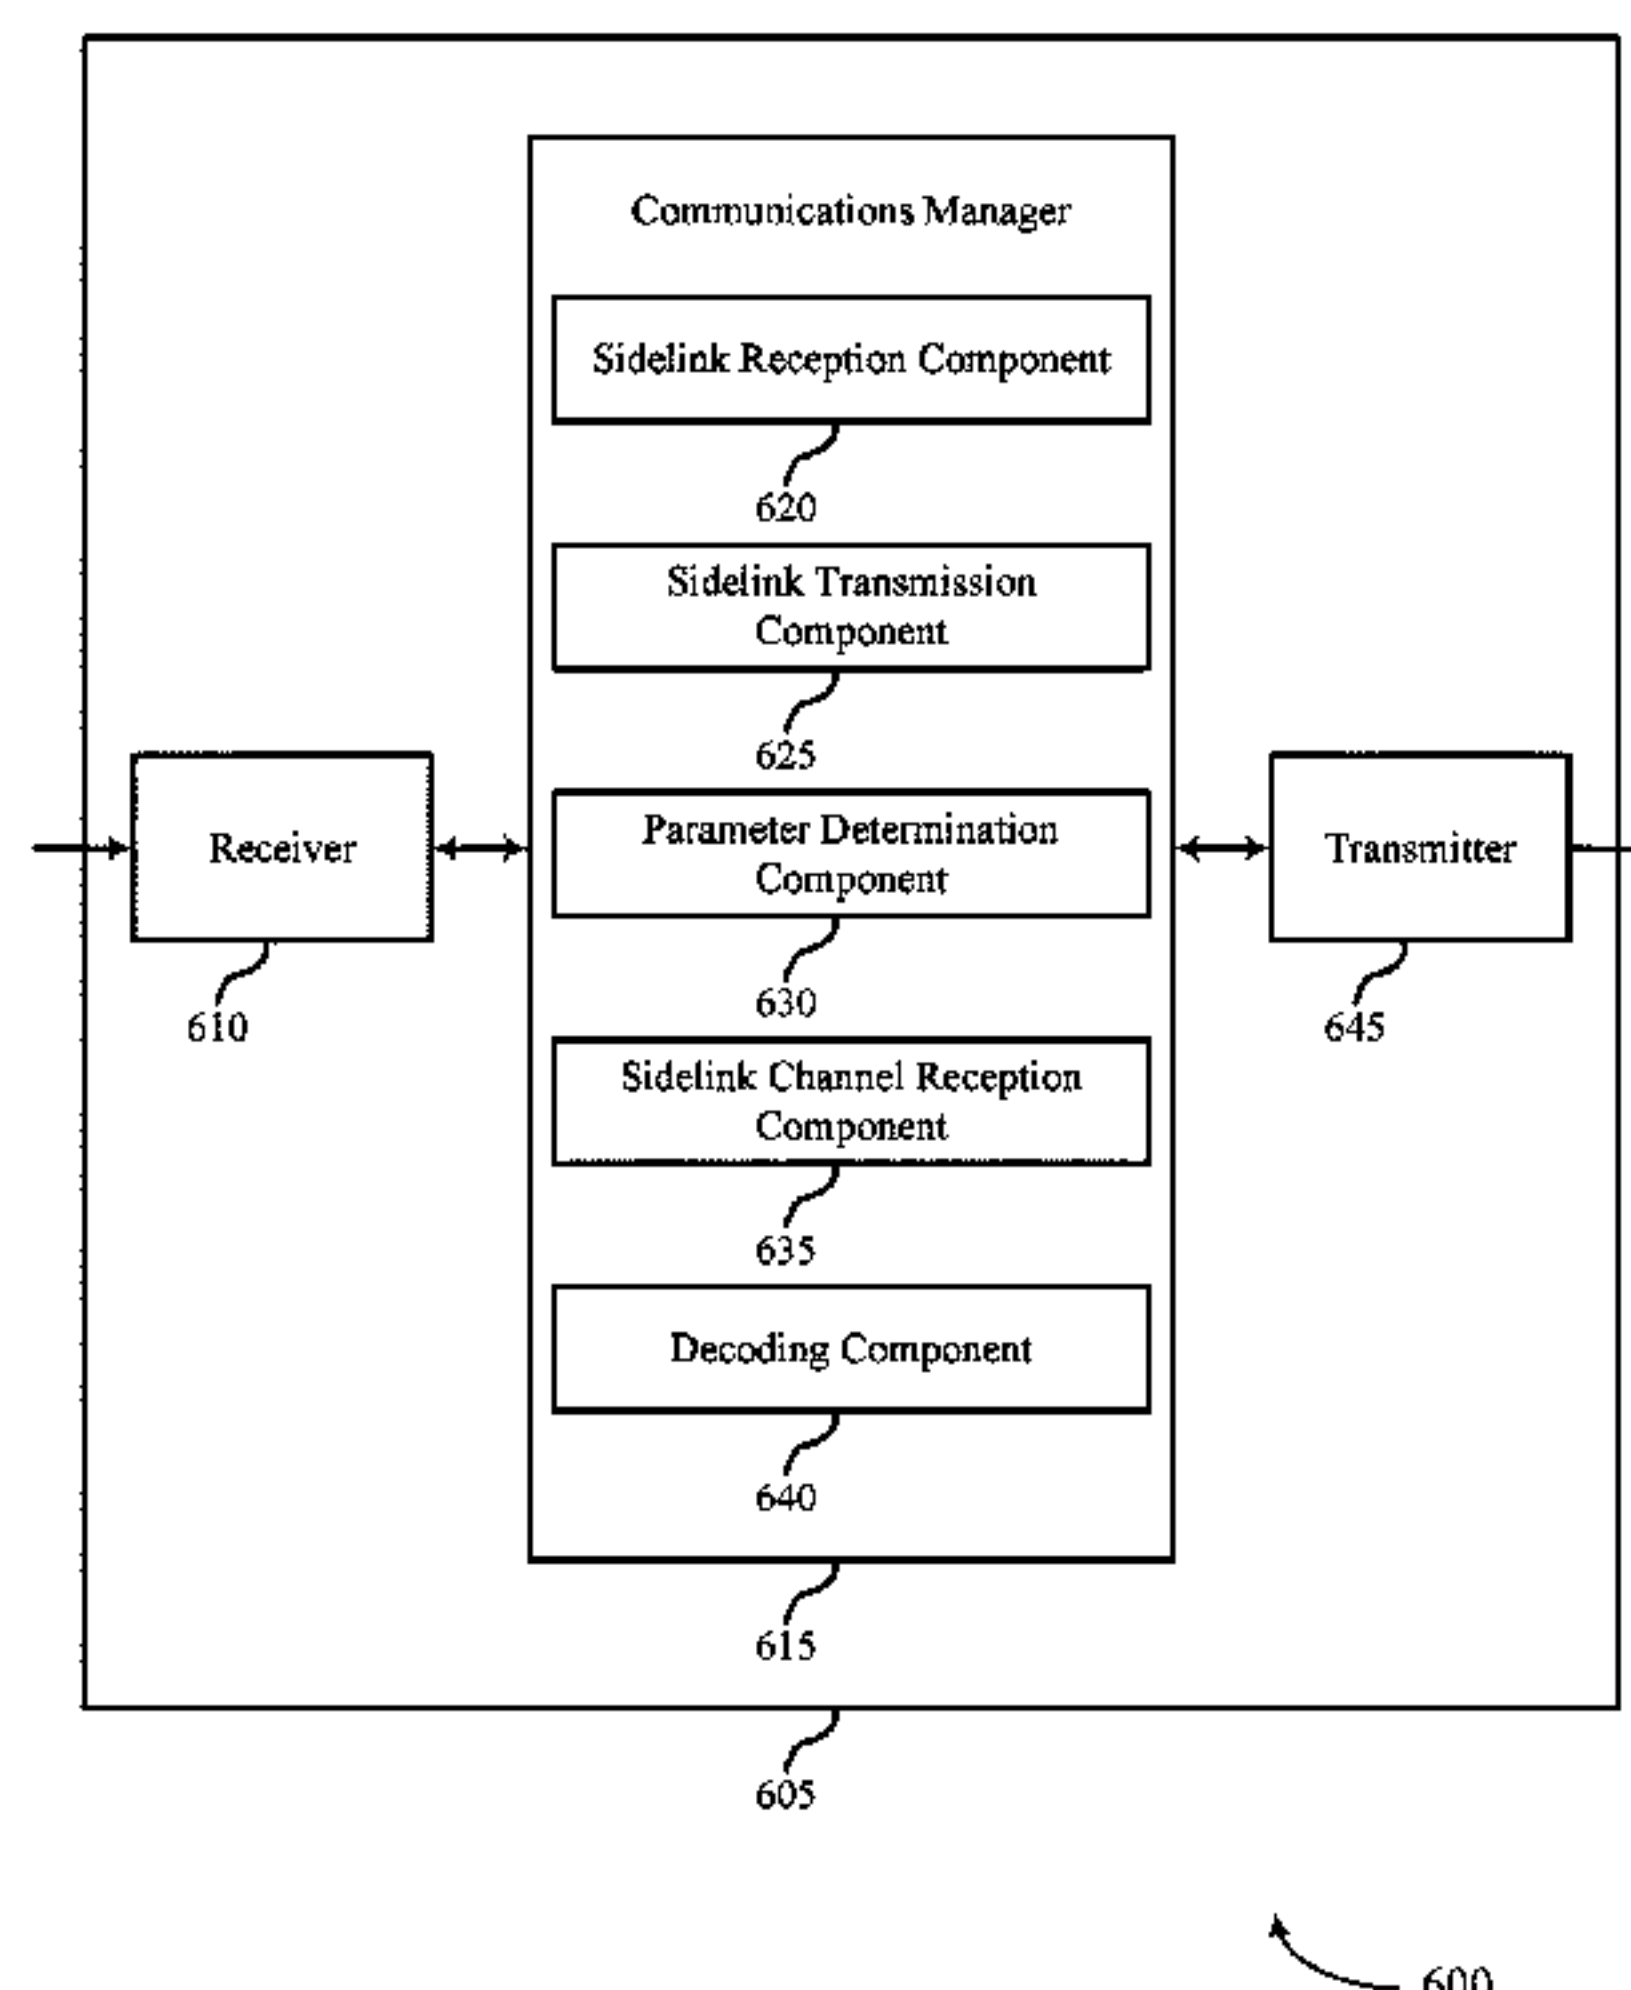 Communications Manager
Sidelink Reception Component
620
Sidelink Transmission
Component
625
Receiver
610
Parameter Determination
Component
630
Transmitter
645
Sidelink Channel Reception
Component
635
Decoding Component
640
615
605
600